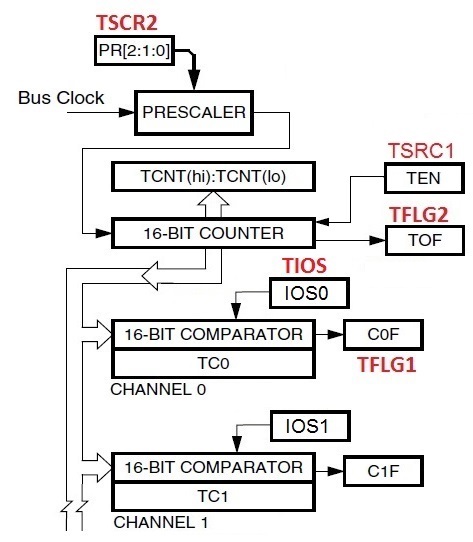 TSCR2
PR[2:1:0]
Bus Clock
PRESCALER
TSRC1
TCNT(hi):TCNT(lo)
TEN
TFLG2
16-BIT COUNTER
TOF
TIOS
IOS0
16-BIT COMPARATOR
C0F
TC0
TFLG1
CHANNEL 0
IOS1
16-BIT COMPARATOR
C1F
TC1
CHANNEL 1